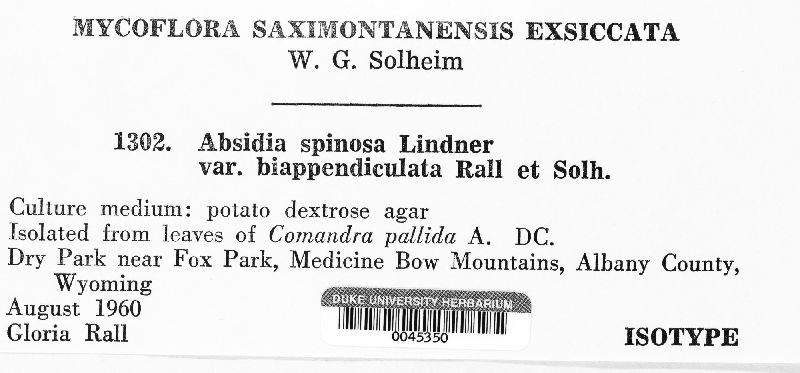 MYCOFLORA SAXIMONTANENSIS EXSICCATA
W. G. Solheim
1302. Absidia spinosa Lindner
var. biappendiculata Rall et Solh.
Culture medium: potato dextrose agar
Isolated from leaves of Comandra pallida A. DC.
Dry Park near Fox Park, Medicine Bow Mountains, Albany County,
Wyoming
August 1960
Gloria Rall
DUKE UNIVERSITY HERBARIUM
0045350
ISOTYPE